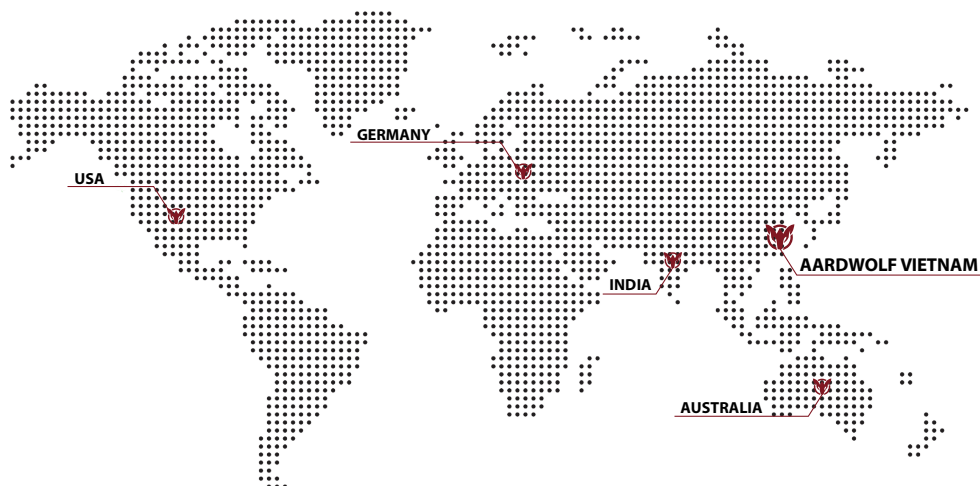 GERMANY
USA
AARDWOLF VIETNAM
INDIA
AUSTRALIA